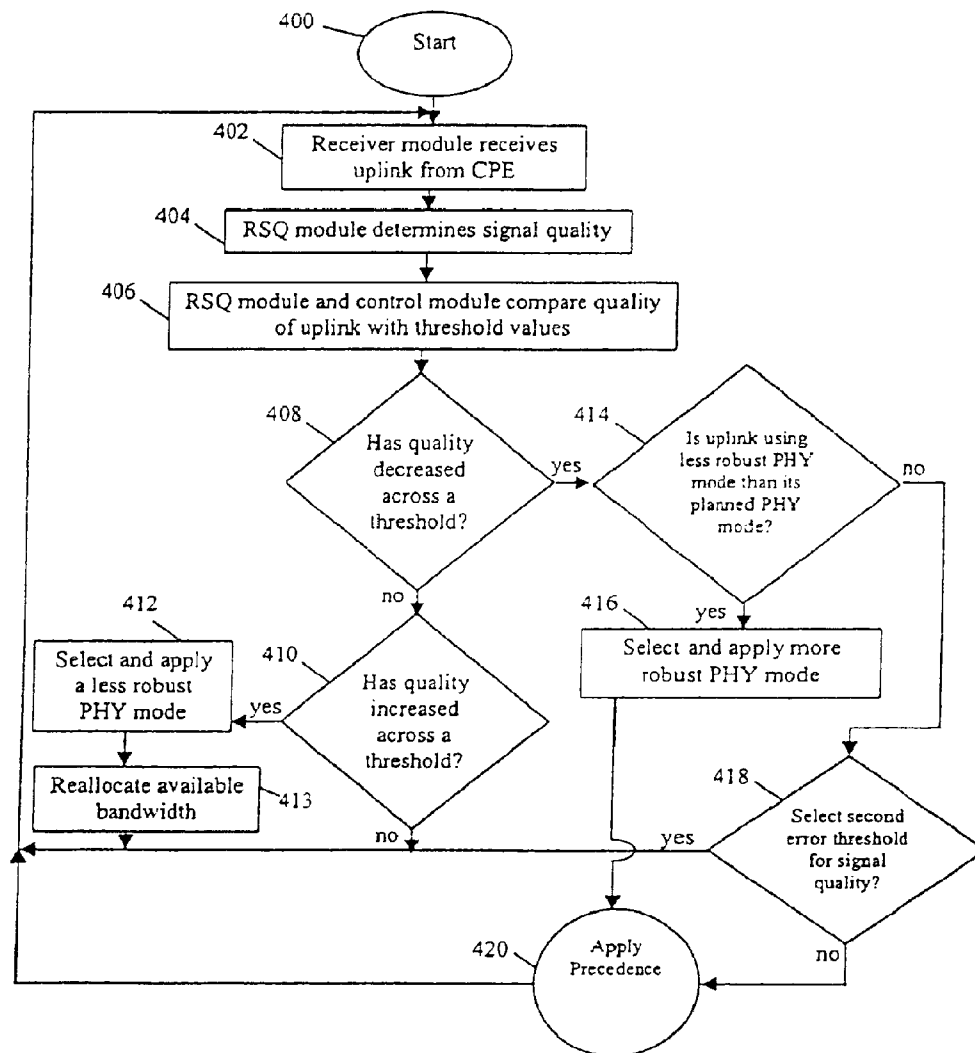 400
Start
402
Receiver module receives
uplink from CPE
404
RSQ module determines signal quality
406
RSQ module and control module compare quality
of uplink with threshold values
408
Has quality
decreased
across a
threshold?
yes
414
Is uplink using
less robust PHY
mode than its
planned PHY
mode?
no
no
yes
412
Select and apply
a less robust
PHY mode
yes
410
Has quality
increased
across a
threshold?
416
Select and apply more
robust PHY mode
Reallocate available
bandwidth
413
no
yes
418
Select second
error threshold
for signal
quality?
no
420
Apply
Precedence